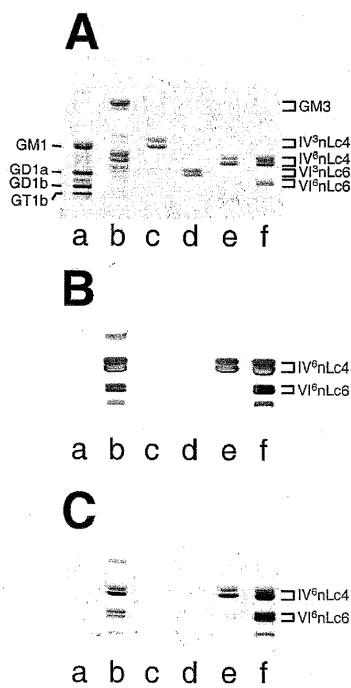 A
GM3
GM1
IV³nLc4
IV⁶nLc4
GD1a
VI³nLc6
GD1b
VI⁶nLc6
GT1b
a b c d e f
B
IV⁶nLc4
VI⁶nLc6
a b c d e f
C
IV⁶nLc4
VI⁶nLc6
a b c d e f